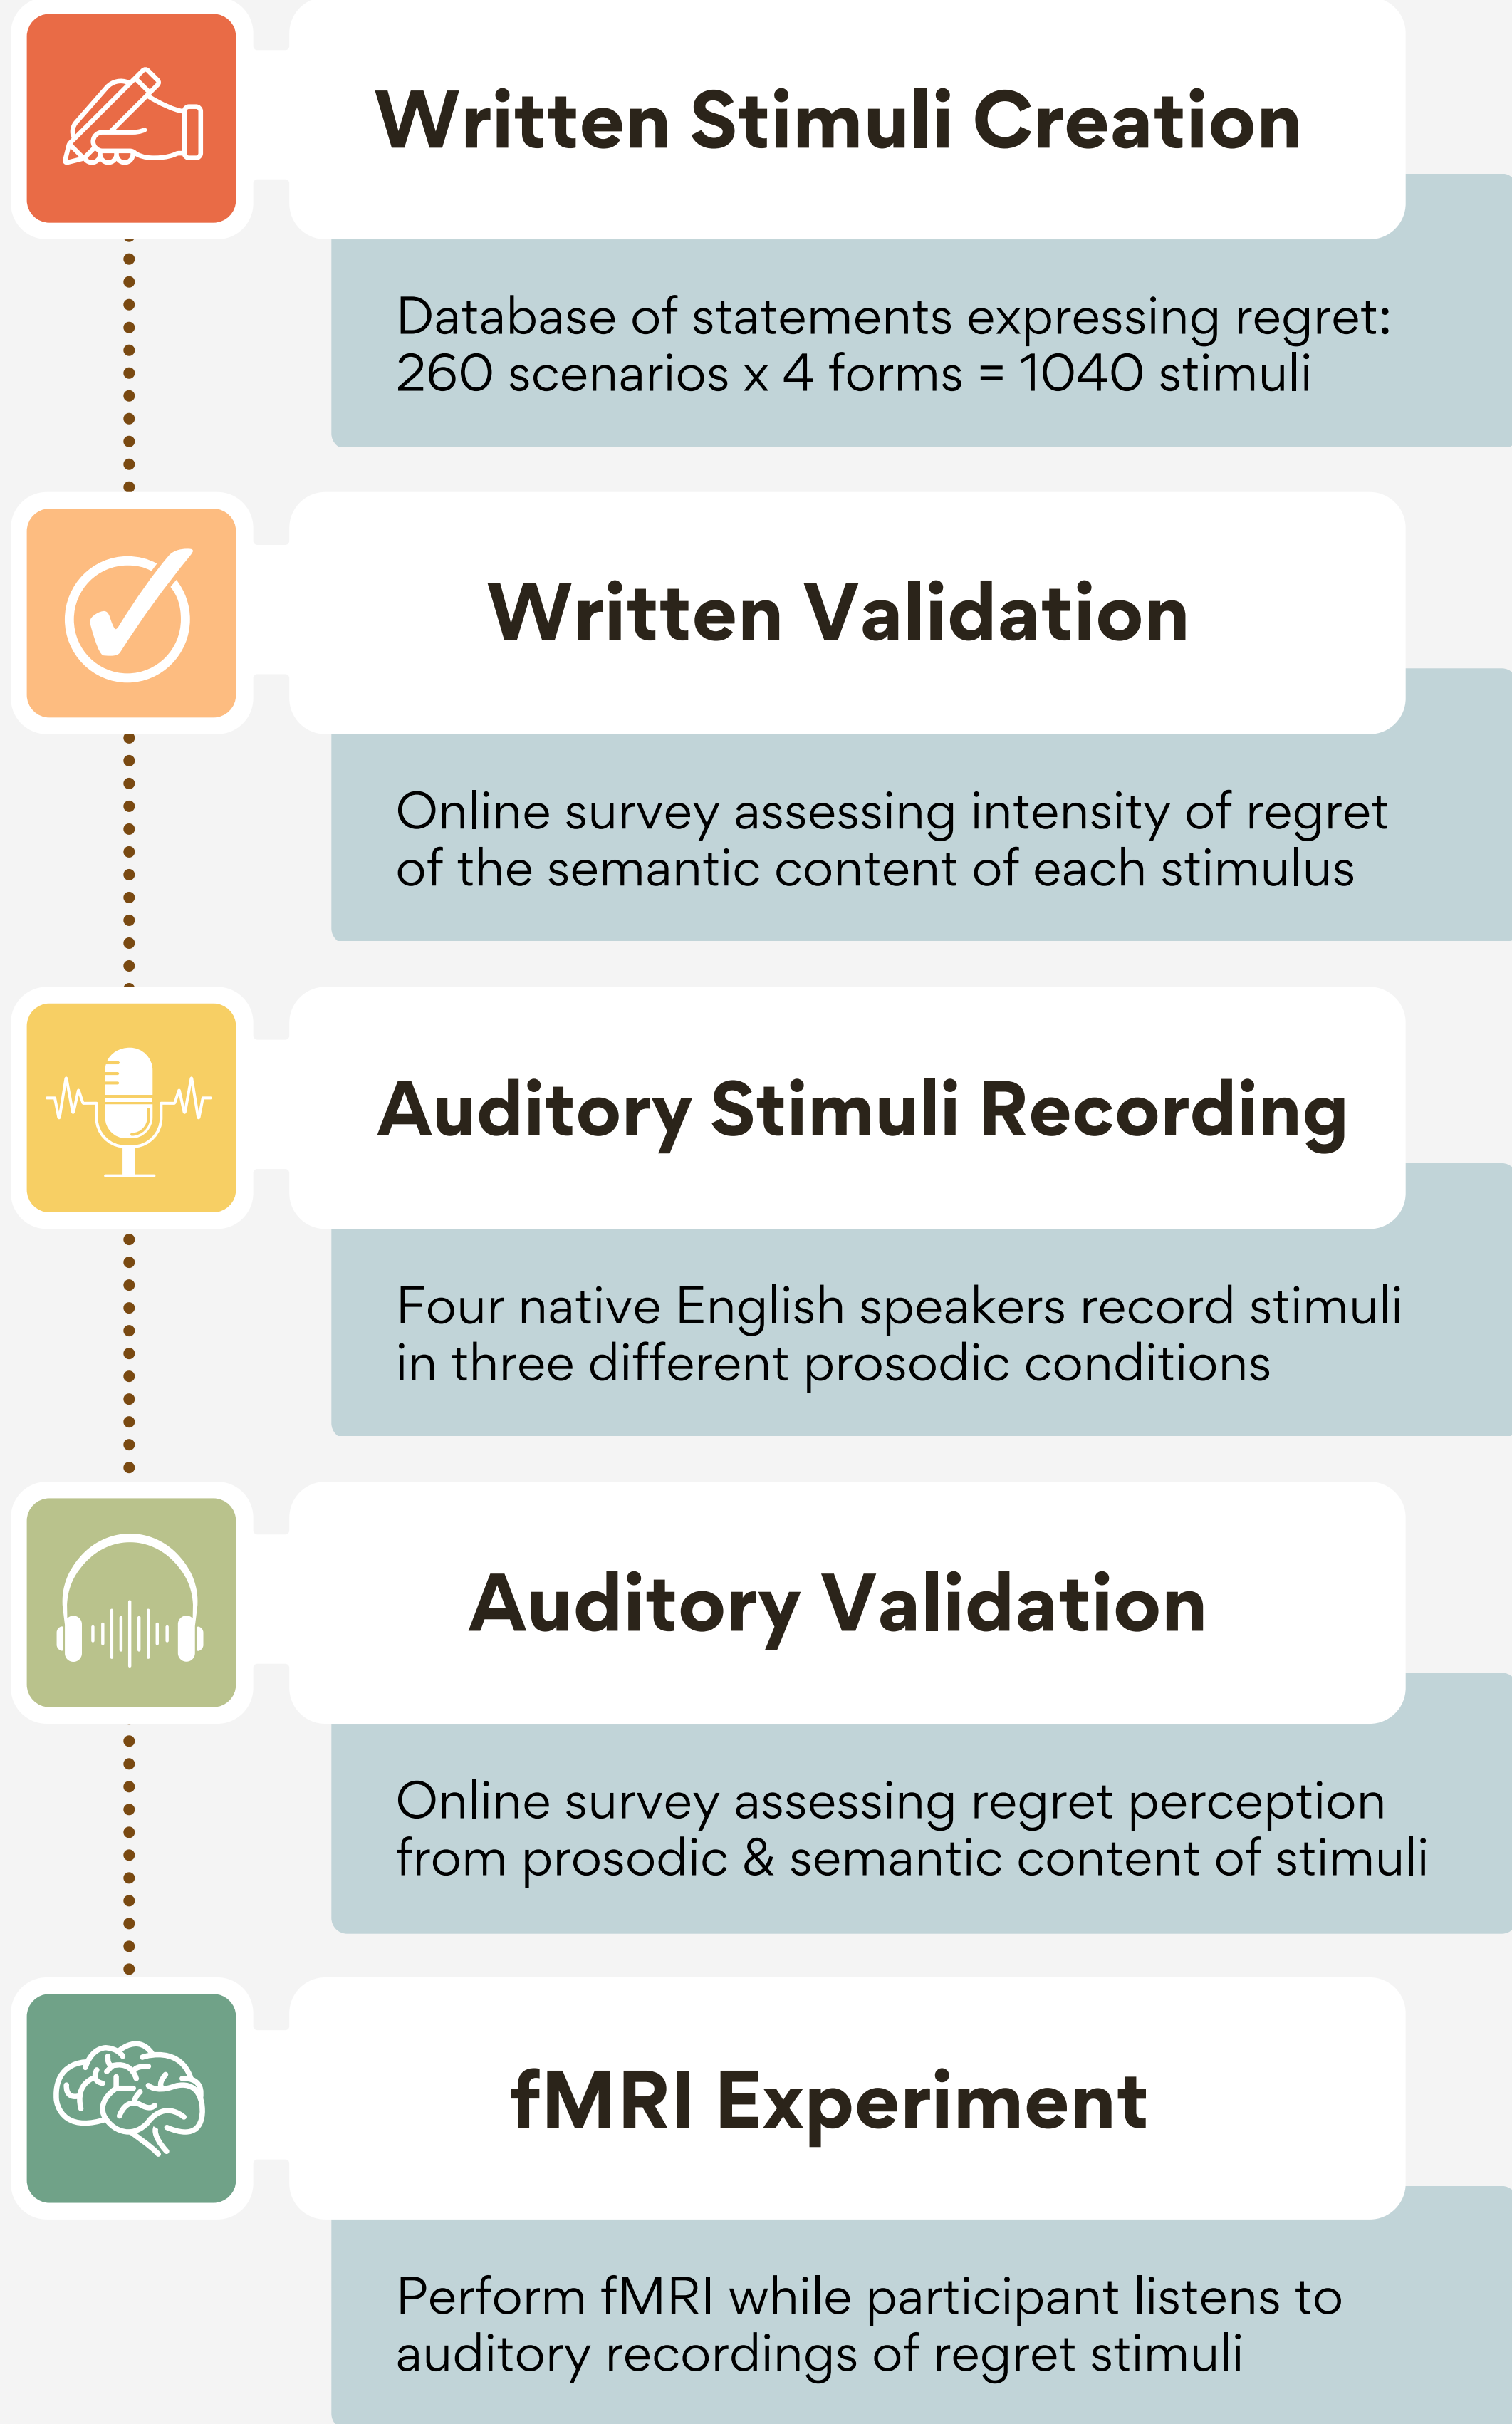 Written Stimuli Creation
Database of statements expressing regret:
260 scenarios x 4 forms = 1040 stimuli
Written Validation
Online survey assessing intensity of regret
of the semantic content of each stimulus
Auditory Stimuli Recording
Four native English speakers record stimuli
in three different prosodic conditions
Auditory Validation
Online survey assessing regret perception
from prosodic & semantic content of stimuli
fMRI Experiment
Perform fMRI while participant listens to
auditory recordings of regret stimuli